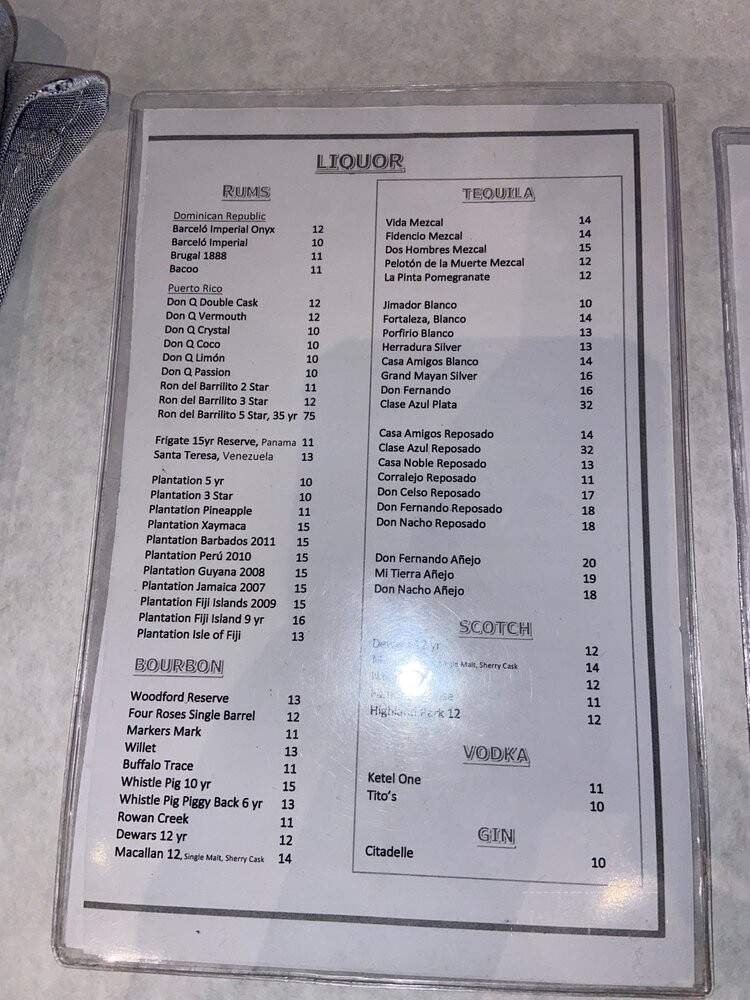 LIQUOR
RUMS
Dominican Republic
Barceló Imperial Onyx 12
Barceló Imperial 10
Brugal 1888 11
Bacoo 11
Puerto Rico
Don Q Double Cask 12
Don Q Vermouth 12
Don Q Crystal 10
Don Q Coco 10
Don Q Limón 10
Don Q Passion 10
Ron del Barrilito 2 Star 11
Ron del Barrilito 3 Star 12
Ron del Barrilito 5 Star, 35 yr 75
Frigate 15yr Reserve, Panama 11
Santa Teresa, Venezuela 13
Plantation 5 yr 10
Plantation 3 Star 10
Plantation Pineapple 11
Plantation Xaymaca 15
Plantation Barbados 2011 15
Plantation Perú 2010 15
Plantation Guyana 2008 15
Plantation Jamaica 2007 15
Plantation Fiji Islands 2009 15
Plantation Fiji Island 9 yr 16
Plantation Isle of Fiji 13
BOURBON
Woodford Reserve 13
Four Roses Single Barrel 12
Markers Mark 11
Willet 13
Buffalo Trace 11
Whistle Pig 10 yr 15
Whistle Pig Piggy Back 6 yr 13
Rowan Creek 11
Dewars 12 yr 12
Macallan 12, Single Malt, Sherry Cask 14
TEQUILA
Vida Mezcal 14
Fidencio Mezcal 14
Dos Hombres Mezcal 15
Pelotón de la Muerte Mezcal 12
La Pinta Pomegranate 12
Jimador Blanco 10
Fortaleza, Blanco 14
Porfirio Blanco 13
Herradura Silver 13
Casa Amigos Blanco 14
Grand Mayan Silver 16
Don Fernando 16
Clase Azul Plata 32
Casa Amigos Reposado 14
Clase Azul Reposado 32
Casa Noble Reposado 13
Corralejo Reposado 11
Don Celso Reposado 17
Don Fernando Reposado 18
Don Nacho Reposado 18
Don Fernando Añejo 20
Mi Tierra Añejo 19
Don Nacho Añejo 18
SCOTCH
Dewars 12 yr 12
Single Malt, Sherry Cask 14
12
11
Highland Park 12 12
VODKA
Ketel One 11
Tito's 10
GIN
Citadelle 10